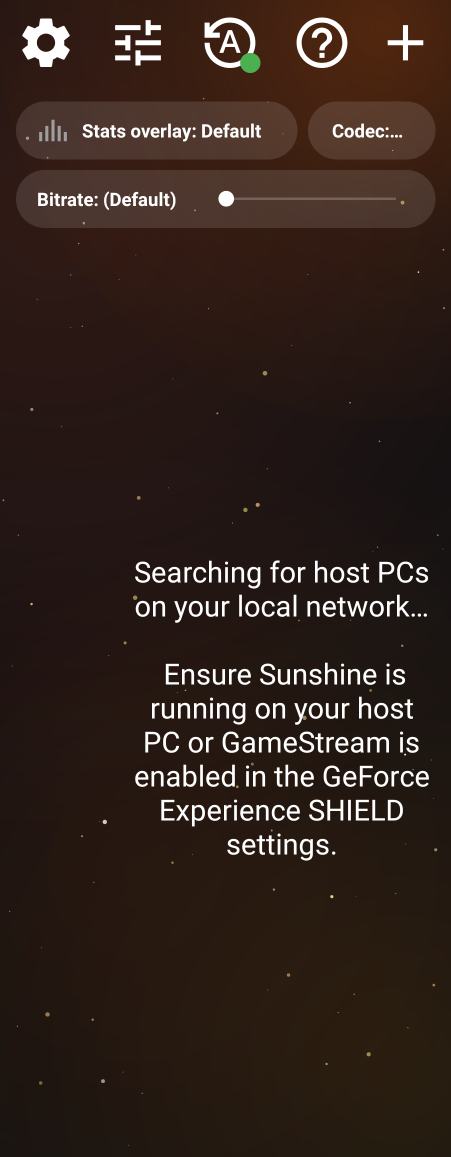 A
?
Stats overlay: Default
Codec:...
Bitrate: (Default)
Searching for host PCs
on your local network...
Ensure Sunshine is
running on your host
PC or GameStream is
enabled in the GeForce
Experience SHIELD
settings.